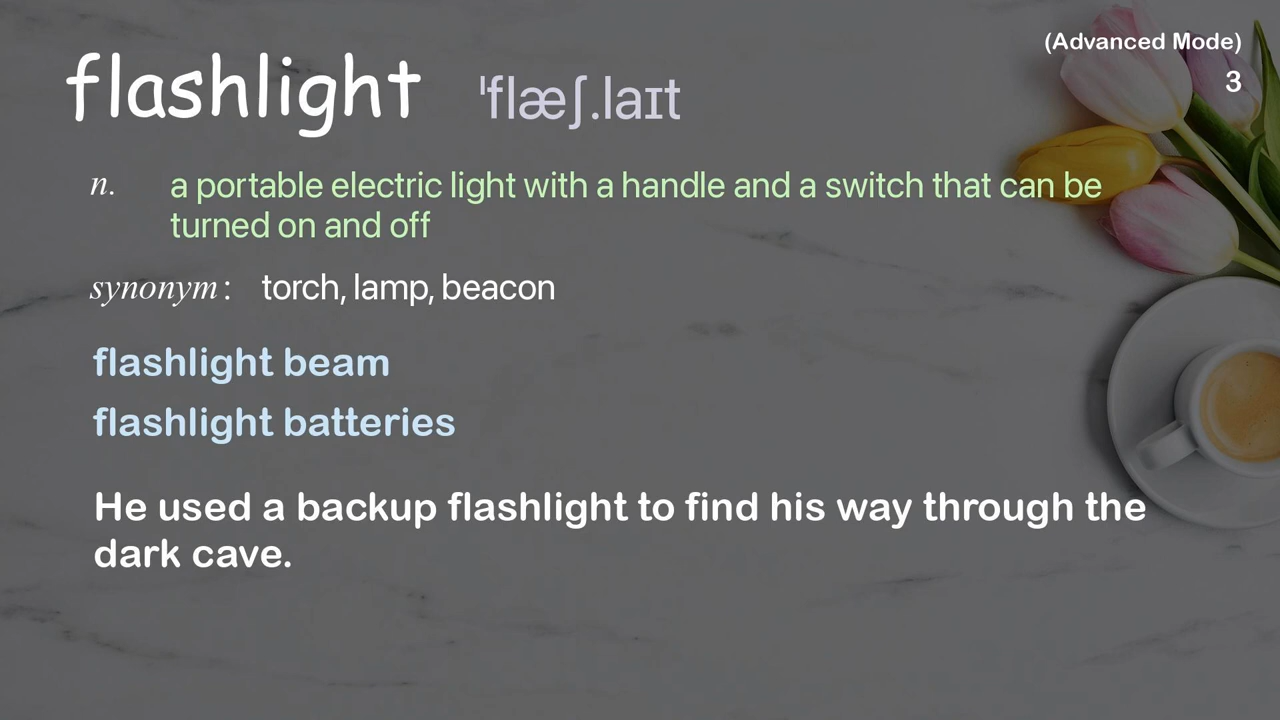 (Advanced Mode)
3
flashlight ˈflæʃ.laɪt
n. a portable electric light with a handle and a switch that can be
turned on and off
synonym: torch, lamp, beacon
flashlight beam
flashlight batteries
He used a backup flashlight to find his way through the
dark cave.